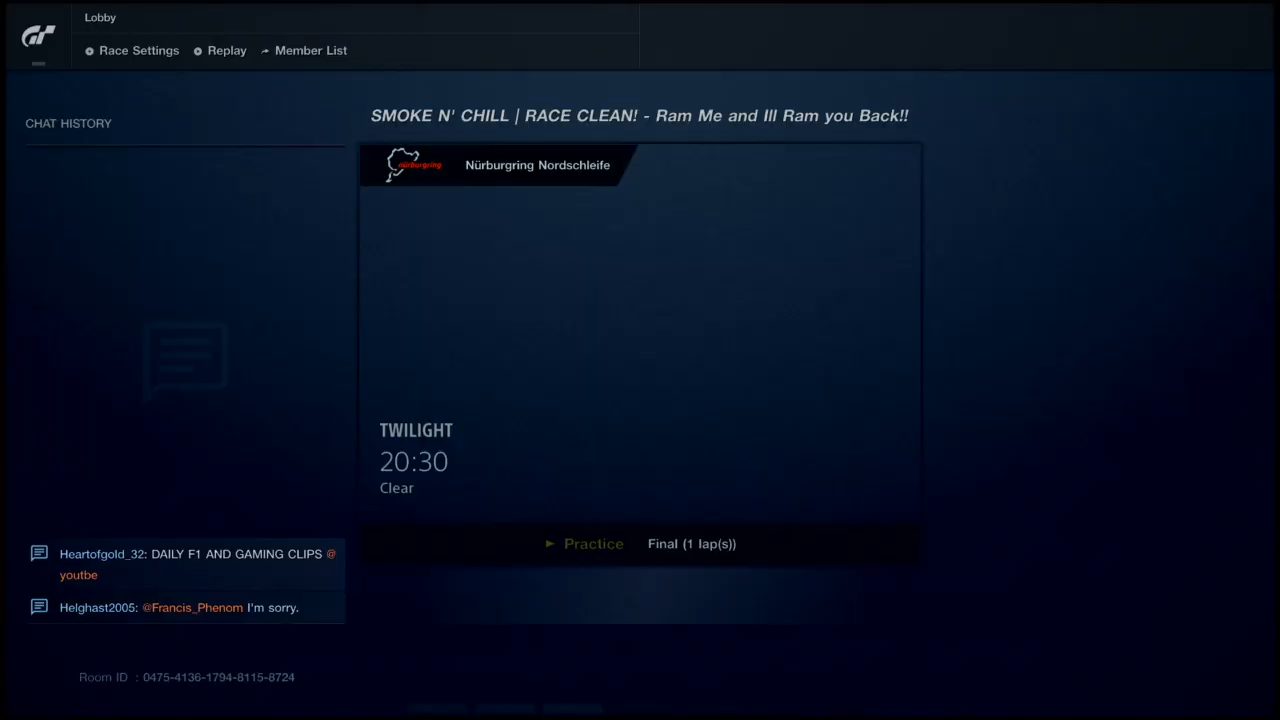 Lobby
Race Settings Replay Member List
CHAT HISTORY
SMOKE N' CHILL | RACE CLEAN! - Ram Me and Ill Ram you Back!!
nürburgring Nürburgring Nordschleife
TWILIGHT
20:30
Clear
Practice Final (1 lap(s))
Heartofgold_32: DAILY F1 AND GAMING CLIPS @
youtbe
Helghast2005: @Francis_Phenom I'm sorry.
Room ID : 0475-4136-1794-8115-8724